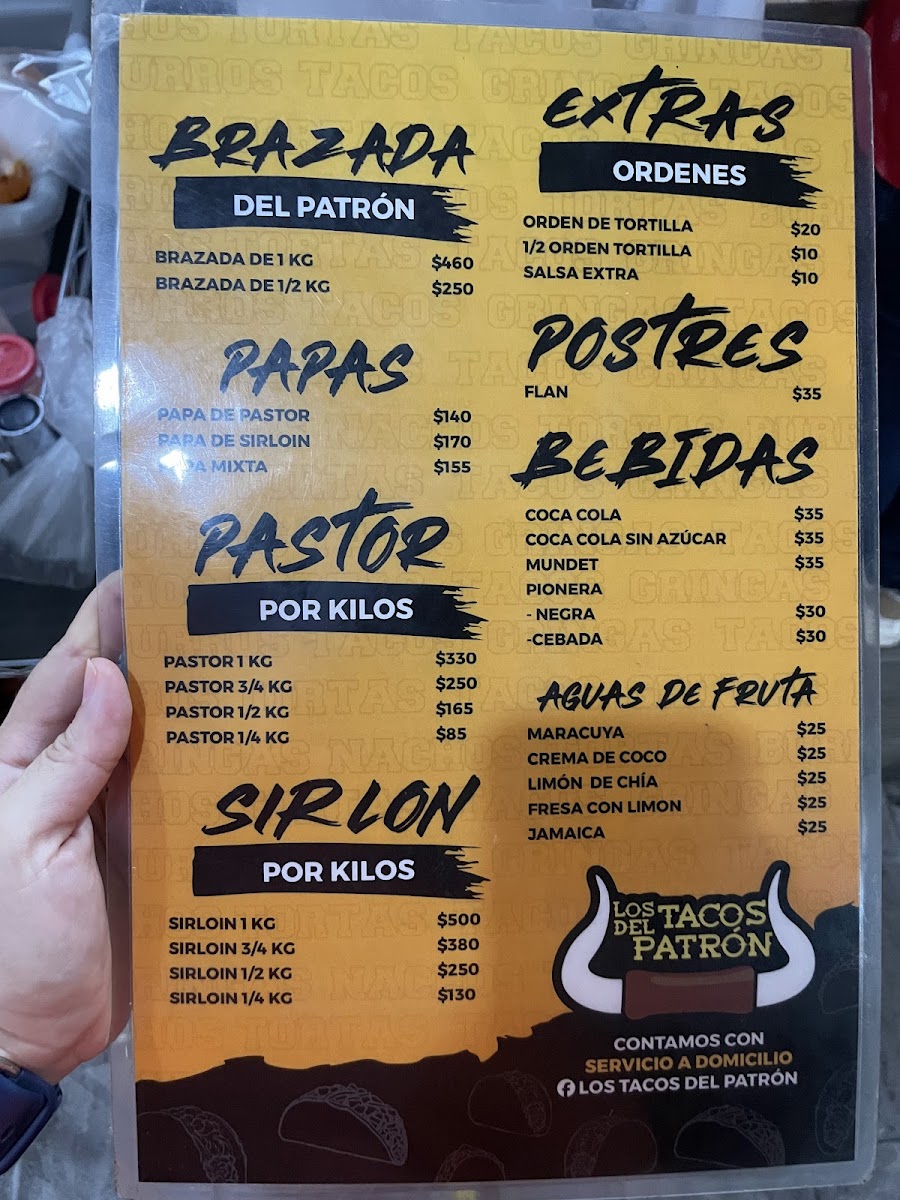 BRAZADA
DEL PATRÓN
BRAZADA DE 1 KG $460
BRAZADA DE 1/2 KG $250
PAPAS
PAPA DE PASTOR $140
PAPA DE SIRLOIN $170
PAPA MIXTA $155
PASTOR
POR KILOS
PASTOR 1 KG $330
PASTOR 3/4 KG $250
PASTOR 1/2 KG $165
PASTOR 1/4 KG $85
SIRLON
POR KILOS
SIRLOIN 1 KG $500
SIRLOIN 3/4 KG $380
SIRLOIN 1/2 KG $250
SIRLOIN 1/4 KG $130
EXTRAS
ORDENES
ORDEN DE TORTILLA $20
1/2 ORDEN TORTILLA $10
SALSA EXTRA $10
POSTRES
FLAN $35
BEBIDAS
COCA COLA $35
COCA COLA SIN AZÚCAR $35
MUNDET $35
PIONERA
- NEGRA $30
-CEBADA $30
AGUAS DE FRUTA
MARACUYA $25
CREMA DE COCO $25
LIMÓN DE CHÍA $25
FRESA CON LIMON $25
JAMAICA $25
LOS TACOS
DEL PATRÓN
CONTAMOS CON
SERVICIO A DOMICILIO
LOS TACOS DEL PATRÓN